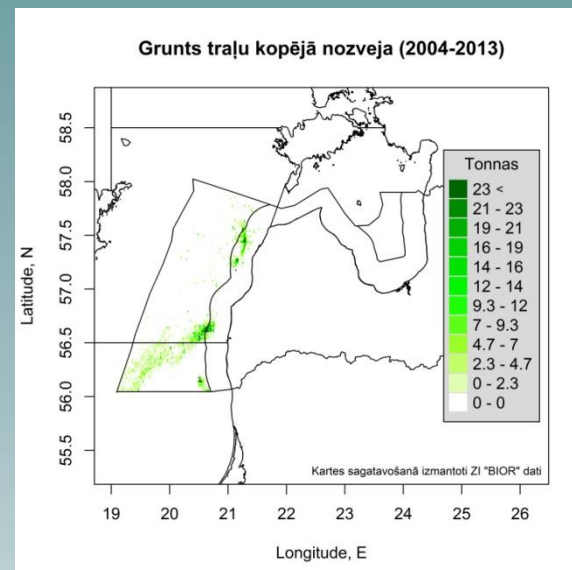 Grunts traļu kopējā nozveja (2004-2013)
Latitude, N
58.5
58.0
57.5
57.0
56.5
56.0
55.5
Tonnas
23 <
21 - 23
19 - 21
16 - 19
14 - 16
12 - 14
9.3 - 12
7 - 9.3
4.7 - 7
2.3 - 4.7
0 - 2.3
0 - 0
Kartes sagatavošanā izmantoti ZI "BIOR" dati
19 20 21 22 23 24 25 26
Longitude, E